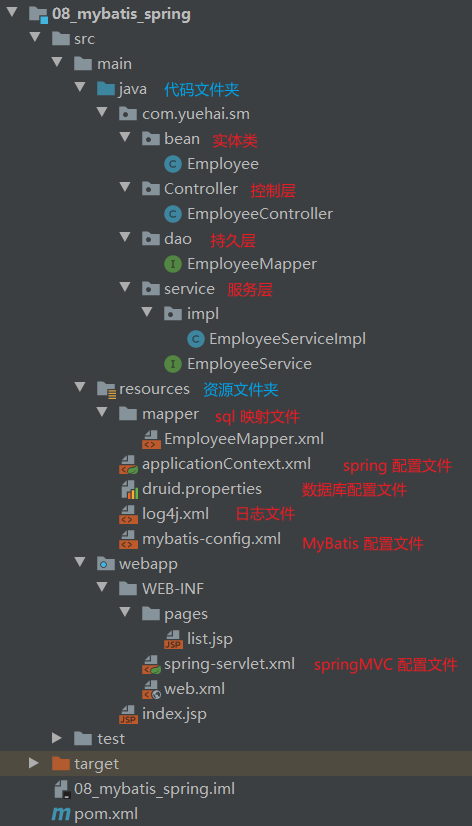 08_mybatis_spring
src
main
java 代码文件夹
com.yuehai.sm
bean 实体类
Employee
Controller 控制层
EmployeeController
dao 持久层
EmployeeMapper
service 服务层
impl
EmployeeServiceImpl
EmployeeService
resources 资源文件夹
mapper sql 映射文件
EmployeeMapper.xml
applicationContext.xml spring 配置文件
druid.properties 数据库配置文件
log4j.xml 日志文件
mybatis-config.xml MyBatis 配置文件
webapp
WEB-INF
pages
list.jsp
spring-servlet.xml springMVC 配置文件
web.xml
index.jsp
test
target
08_mybatis_spring.iml
pom.xml